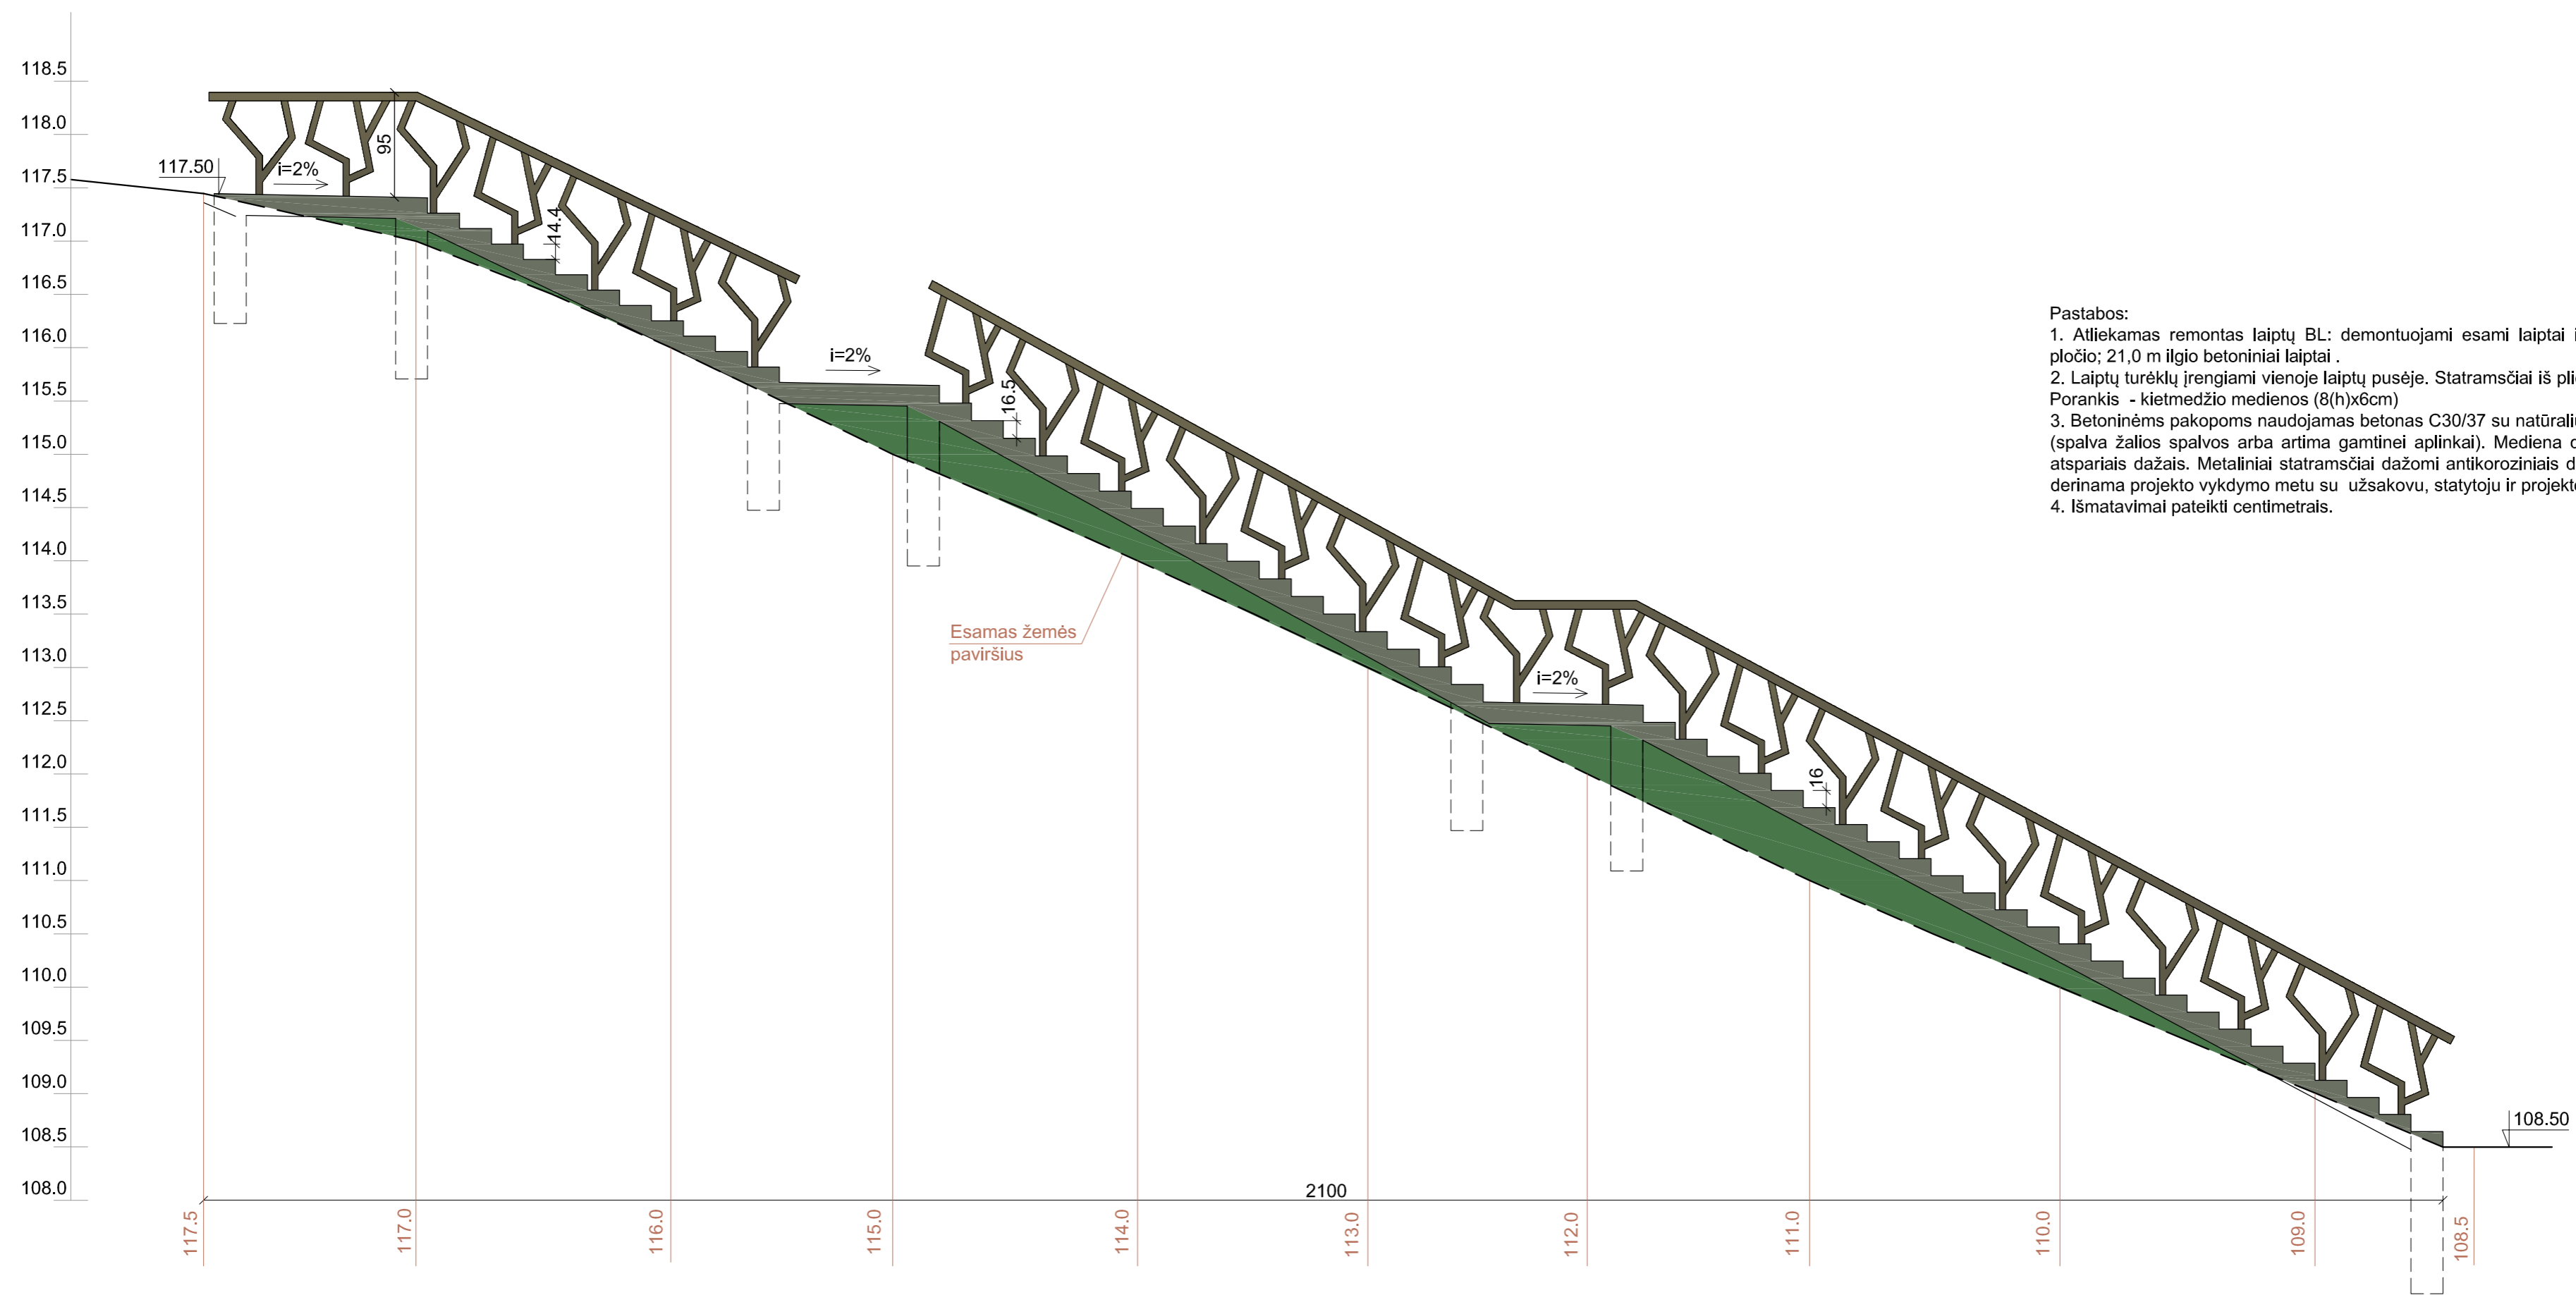 118.5
118.0
117.5
117.0
116.5
116.0
115.5
115.0
114.5
114.0
113.5
113.0
112.5
112.0
111.5
111.0
110.5
110.0
109.5
109.0
108.5
108.0
117.50
i=2%
95
14.4
i=2%
16.5
Esamas žemės
paviršius
i=2%
16
Pastabos:
1. Atliekamas remontas laiptų BL: demontuojami esami laiptai
pločio; 21,0 m ilgio betoniniai laiptai .
2. Laiptų turėklų įrengiami vienoje laiptų pusėje. Statramsčiai iš
Porankis - kietmedžio medienos (8(h)x6cm)
3. Betoninėms pakopoms naudojamas betonas C30/37 su
(spalva žalios spalvos arba artima gamtinei aplinkai). Mediena
atspariais dažais. Metaliniai statramsčiai dažomi antikoroziniais
derinama projekto vykdymo metu su užsakovu, statytoju ir
4. Išmatavimai pateikti centimetrais.
108.50
2100
117.5
117.0
116.0
115.0
114.0
113.0
112.0
111.0
110.0
109.0
108.5